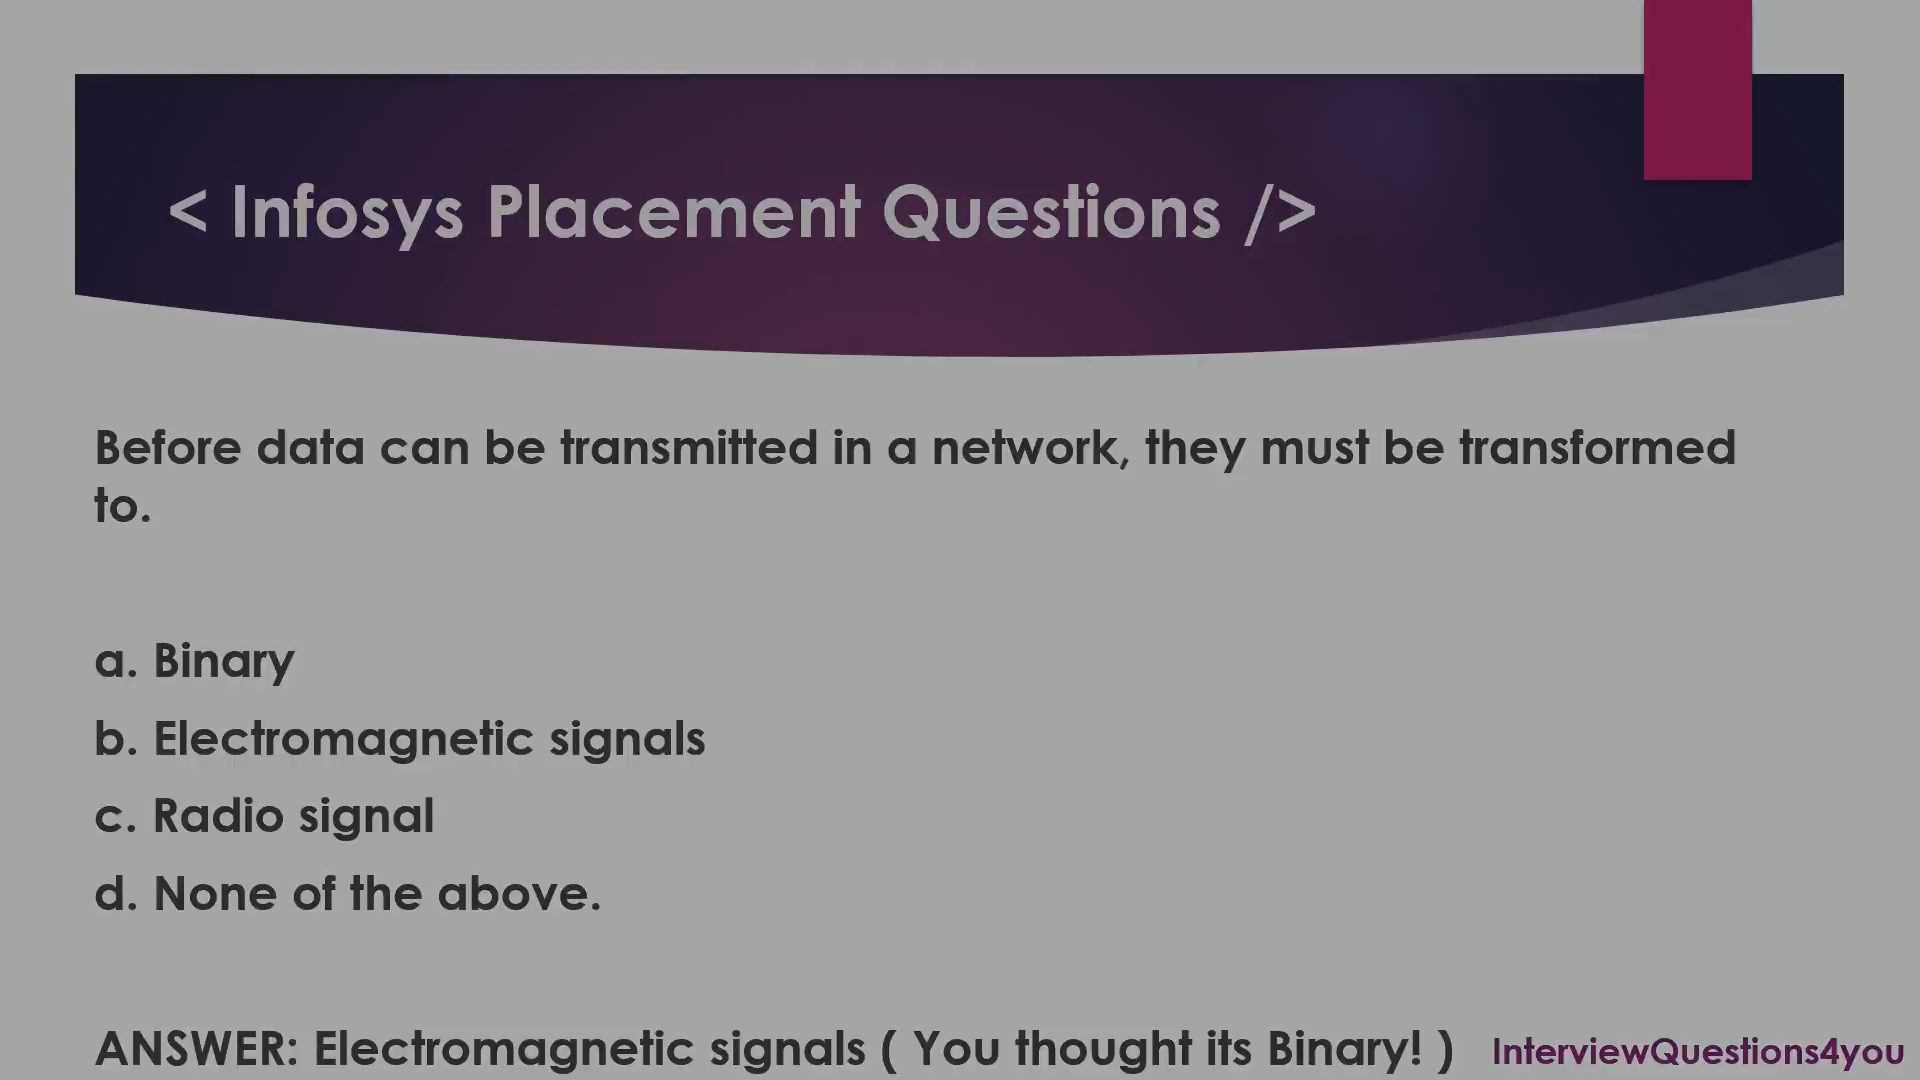 < Infosys Placement Questions />
Before data can be transmitted in a network, they must be transformed
to.
a. Binary
b. Electromagnetic signals
c. Radio signal
d. None of the above.
ANSWER: Electromagnetic signals ( You thought its Binary! )
InterviewQuestions4you